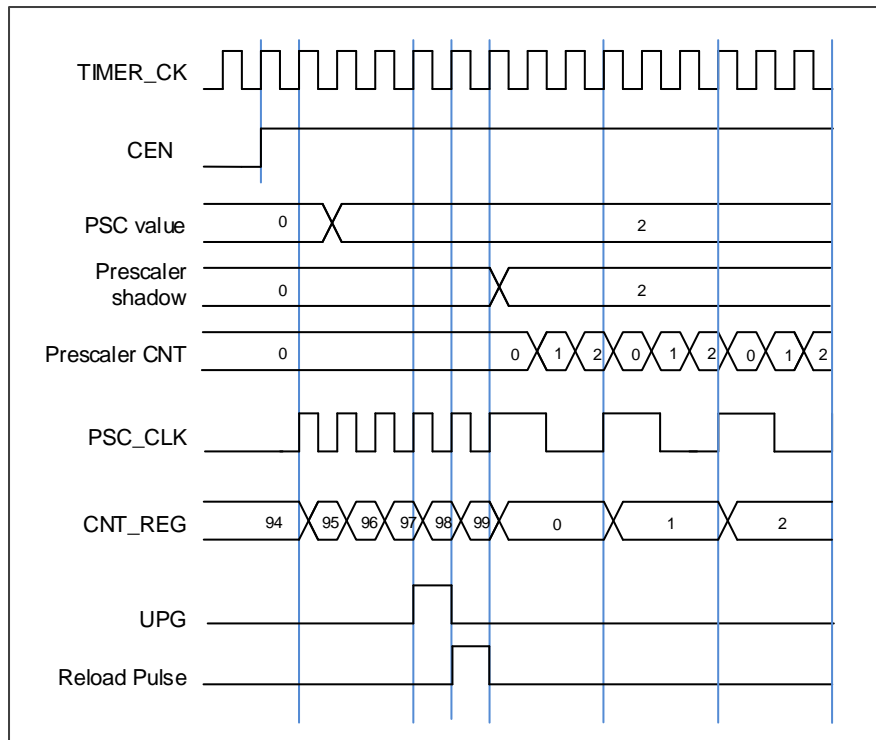 TIMER_CK
CEN
PSC value 0 2
Prescaler
shadow 0 2
Prescaler CNT 0 0 1 2 0 1 2 0 1 2
PSC_CLK
CNT_REG 94 95 96 97 98 99 0 1 2
UPG
Reload Pulse